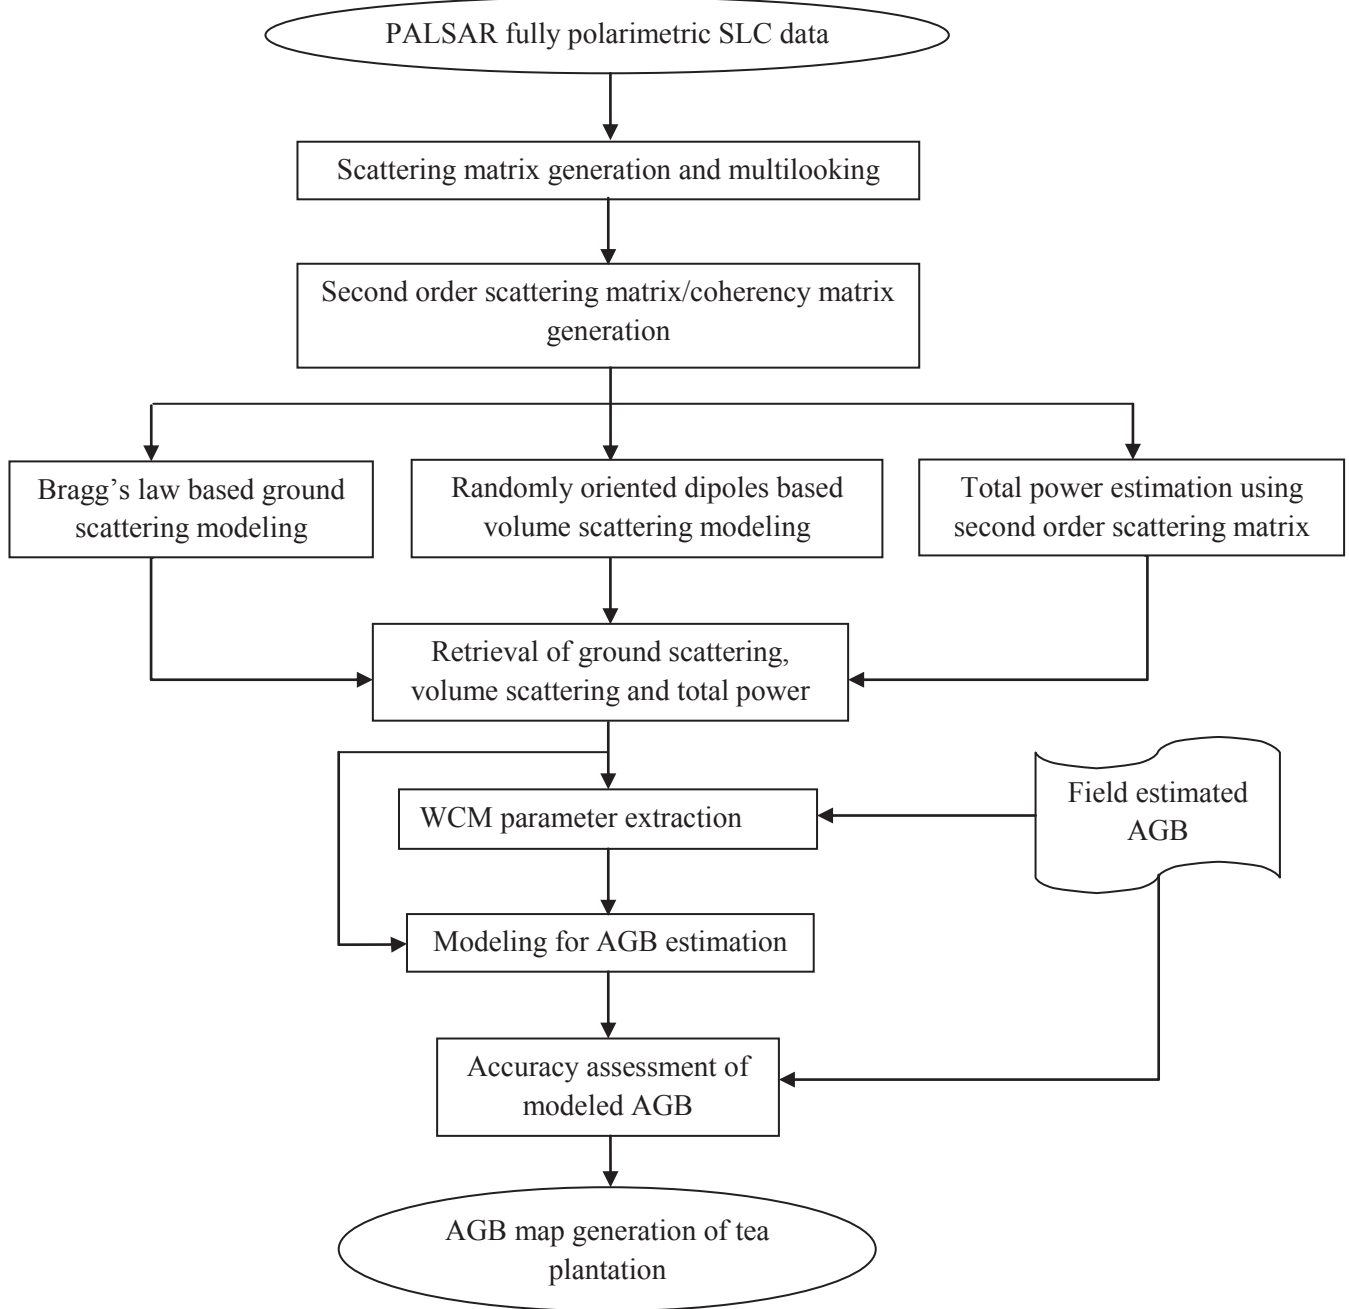 PALSAR fully polarimetric SLC data
Scattering matrix generation and multilooking
Second order scattering matrix/coherency matrix
generation
Bragg’s law based ground
scattering modeling
Randomly oriented dipoles based
volume scattering modeling
Total power estimation using
second order scattering matrix
Retrieval of ground scattering,
volume scattering and total power
WCM parameter extraction
Field estimated
AGB
Modeling for AGB estimation
Accuracy assessment of
modeled AGB
AGB map generation of tea
plantation